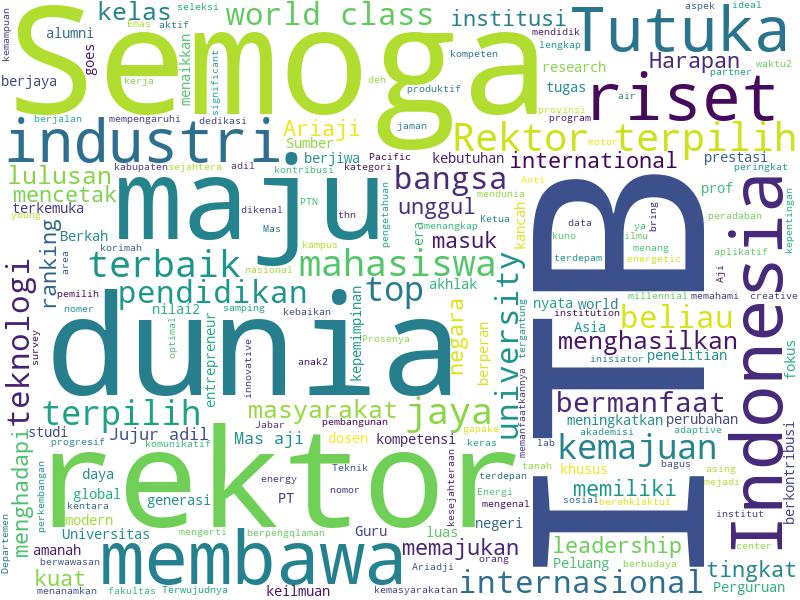 kelas
seleksi
Emas
aktif
world class
institusi
Tutuka
aspek
ideal
kemampuan
alumni
goes
menaikkan
significant
Semoga
mendidik
lengkap
kompeten
research
Harapan
partner
waktu2
berjaya
kerja
deh
produktif
tugas
riset
provinsi
air
program
berjalan
mempengaruhi
dedikasi
jaman
industri
Ariaji
Sumber
Rektor terpilih
motor
kabupaten
sejahtera
adil
berjiwa
kontribusi
Pacific
kategori
kebutuhan
international
prestasi
peringkat
lulusan
mencetak
terkemuka
young
maju
bangsa
unggul
mendunia
Anti
prof
kepentingan
dikenal
PTN
thn
Mas
pengetahuan
era
menangkap
Ketua
kancah
data
kuno
ya
ilmu
bring
menang
peradaban
aplikatif
ranking
Berkah
korimah
kampus
masuk
terdepam
energetic
ITB
Indonesia
Aji
area
terbaik
nasional
mahasiswa
teknologi
pemilih
nomer
pendidikan
samping
kebaikan
top
akhlak
university
millennial
memahami
creative
nilai2
institution
nyata
world
tergantung
Asia
beliau
survey
dunia
optimal
entrepreneur
innovative
anak2
kepemimpinan
Prosenya
negara
berperan
menghasilkan
inisiator
penelitian
fokus
terpilih
masyarakat
jaya
memanfaatkannya
bermanfaat
meningkatkan
perubahan
akademisi
adaptive
studi
progresif
Jujur adil
komunikatif
Jabar
pembangunan
Mas aji
dosen
kompetensi
gapake
keras
lab
kemajuan
bagus
tanah
khusus
asing
mejadi
berkontribusi
menghadapi
perkembangan
daya
global
kentara
modern
rektor
generasi
energy
Teknik
PT
nomor
kesejahteraan
terdepan
Energi
mengenal
memiliki
sosial
berahklaktul
institut
Universitas
mengerti
berpengqlaman
Guru
luas
negeri
Departemen
amanah
berwawasan
kuat
menanamkan
fakultas
membawa
Ariadji
Terwujudnya
keilmuan
memajukan
orang
kemasyarakatan
internasional
leadership
Peluang
berbudaya
center
tingkat
Perguruan